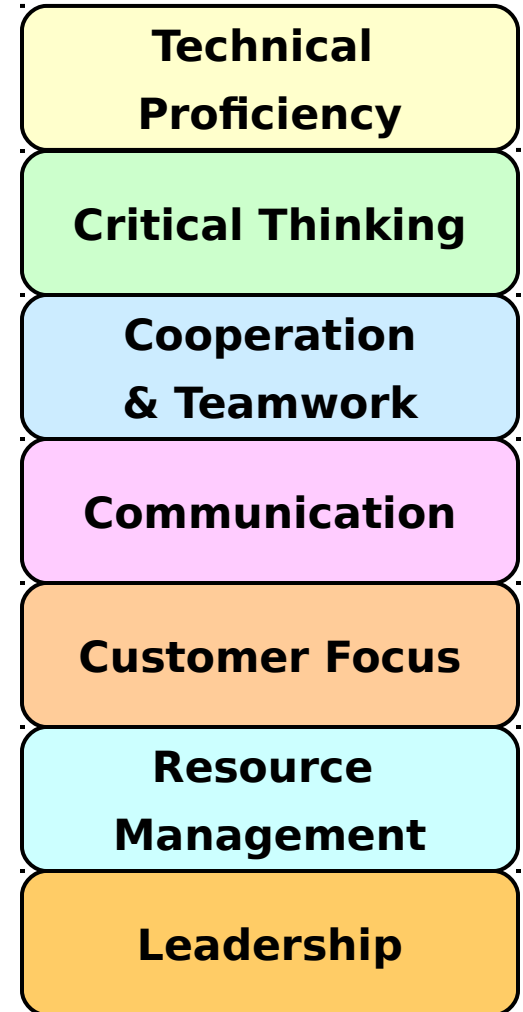 Technical
Proficiency
Critical Thinking
Cooperation
& Teamwork
Communication
Customer Focus
Resource
Management
Leadership